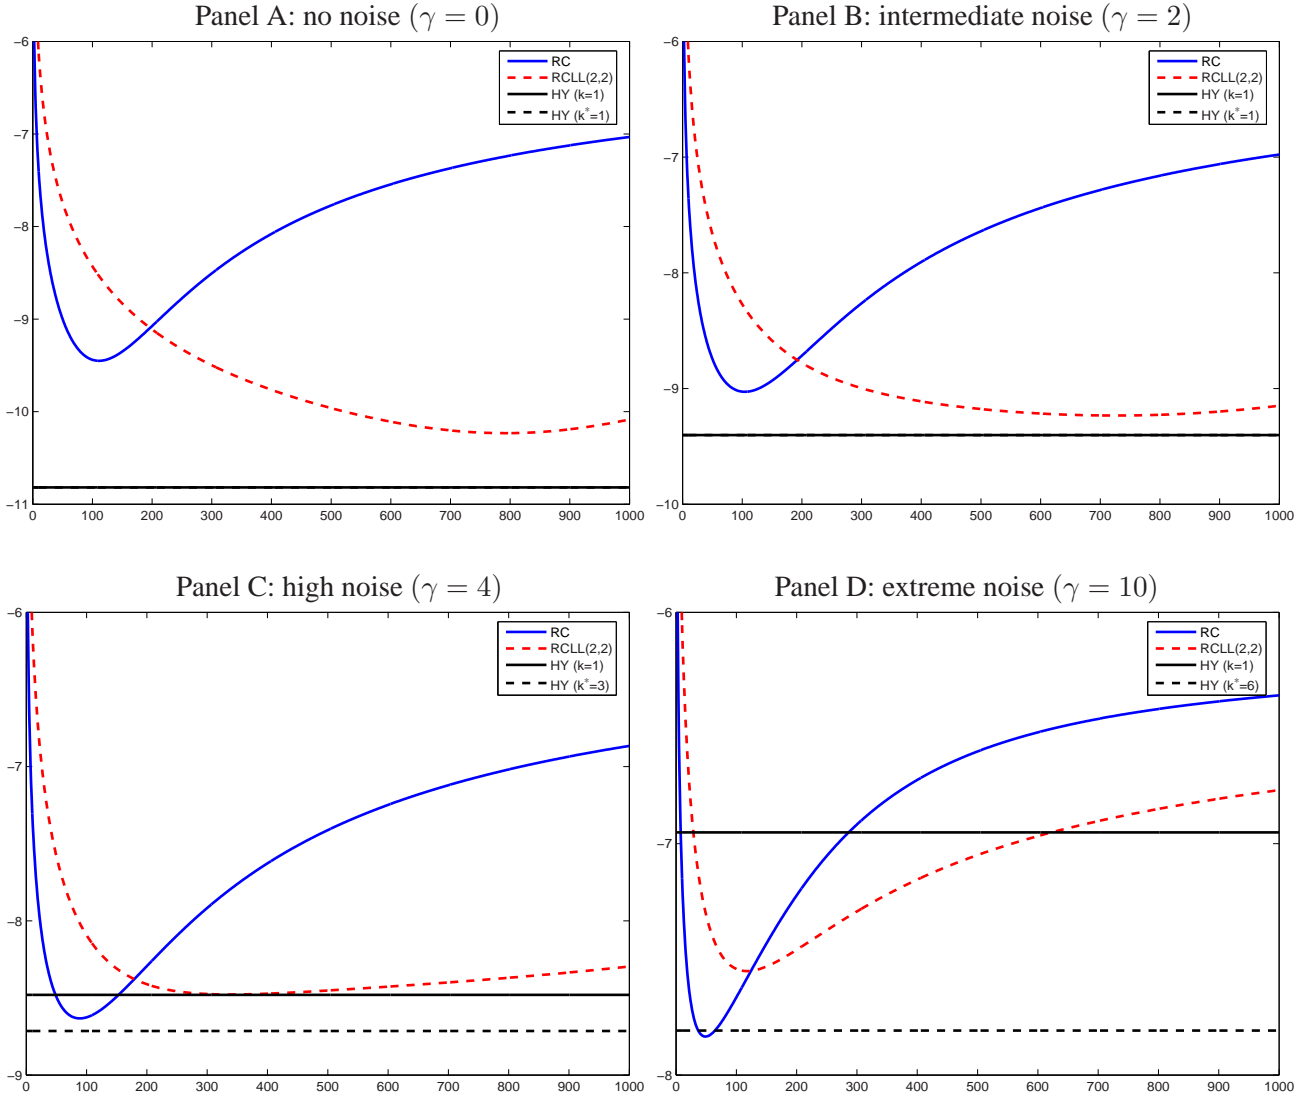 Panel A: no noise (γ = 0)
-6
-7
-8
-9
-10
-11
0 100 200 300 400 500 600 700 800 900 1000
RC
RCLL(2,2)
HY (k=1)
HY (k*=1)
Panel B: intermediate noise (γ = 2)
-6
-7
-8
-9
-10
0 100 200 300 400 500 600 700 800 900 1000
RC
RCLL(2,2)
HY (k=1)
HY (k*=1)
Panel C: high noise (γ = 4)
-6
-7
-8
-9
0 100 200 300 400 500 600 700 800 900 1000
RC
RCLL(2,2)
HY (k=1)
HY (k*=3)
Panel D: extreme noise (γ = 10)
-6
-7
-8
0 100 200 300 400 500 600 700 800 900 1000
RC
RCLL(2,2)
HY (k=1)
HY (k*=6)